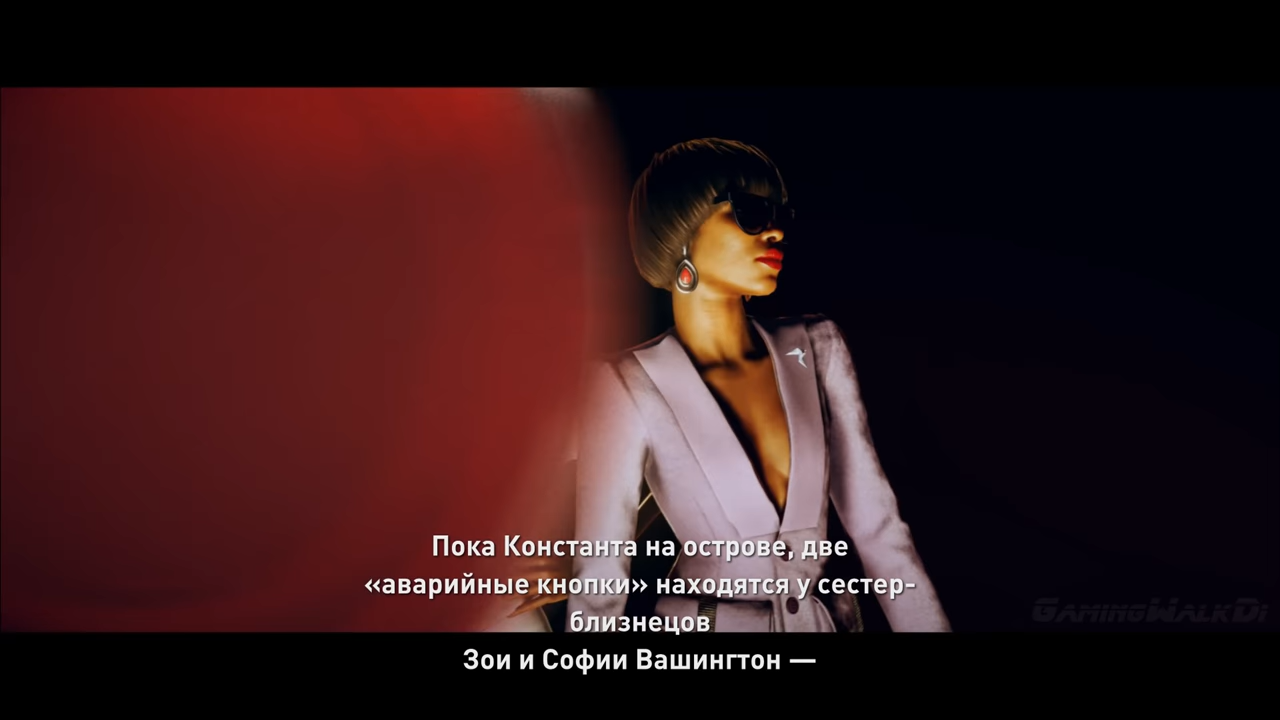 Пока Константа на острове, две
«аварийные кнопки» находятся у сестер-
близнецов
GamingWalkDi
Зои и Софии Вашингтон —